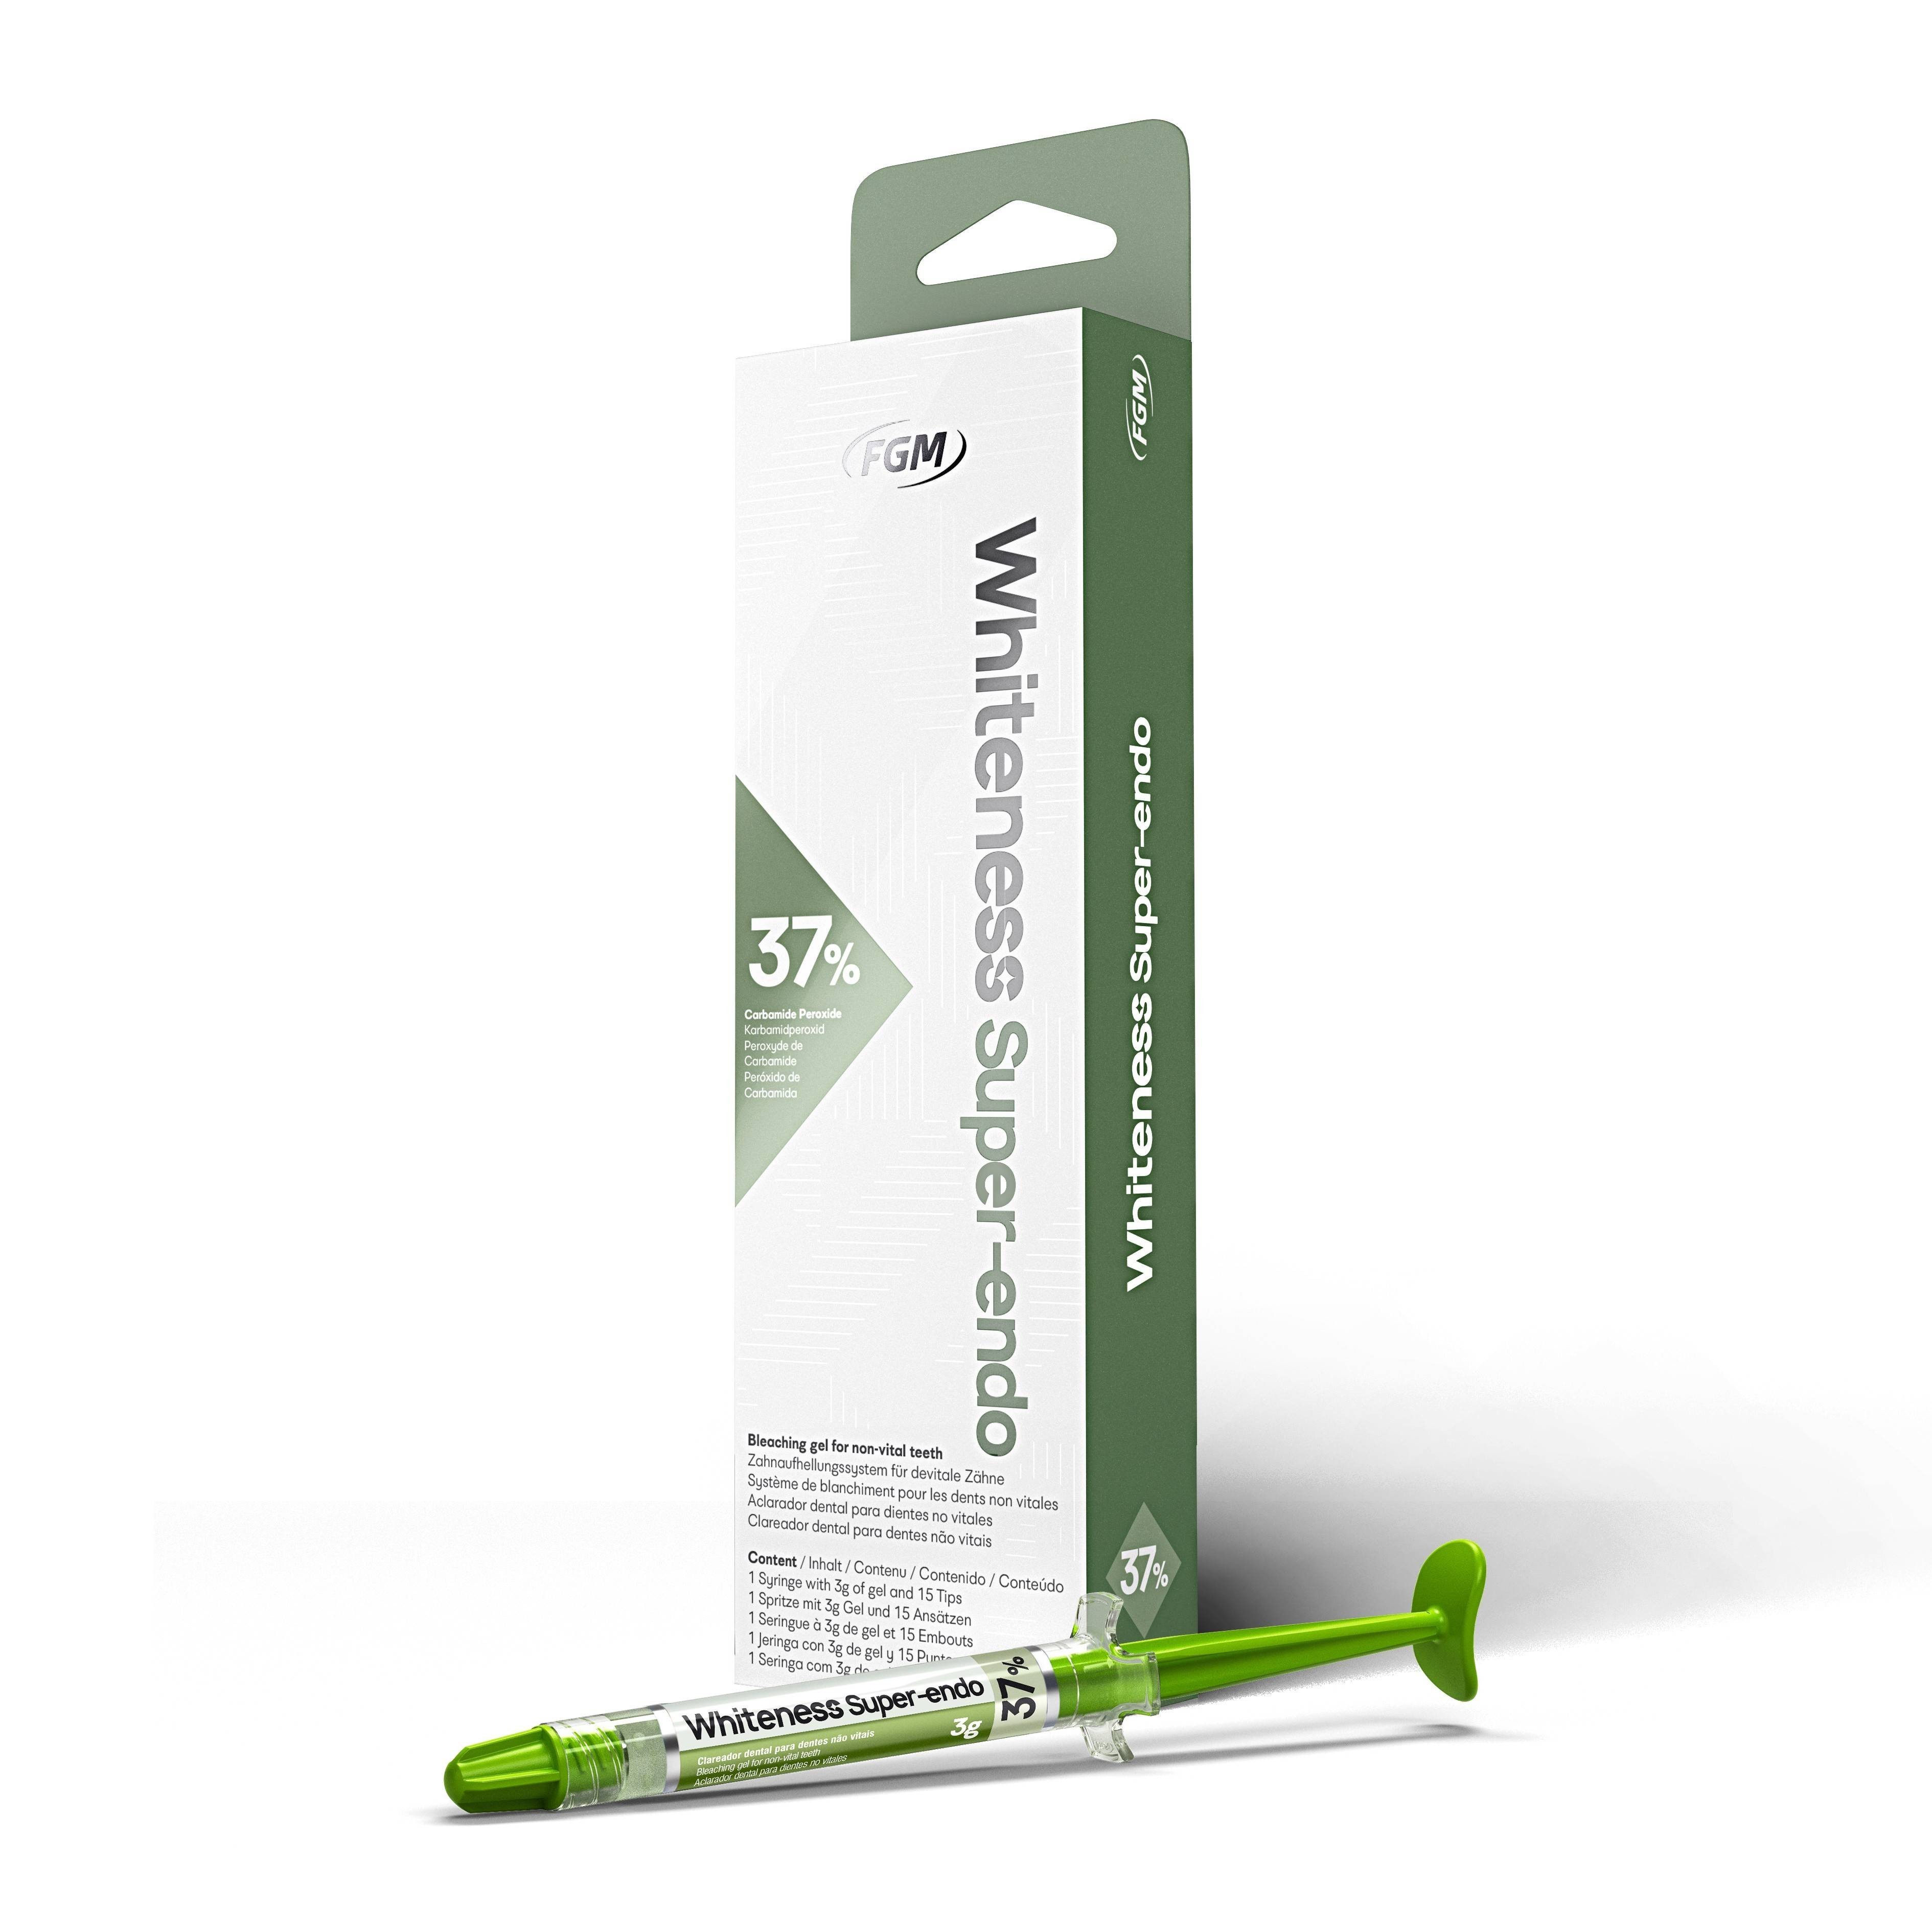 FGM
Whiteness Super-endo
37%
Carbamide Peroxide
Karbamidperoxid
Peroxyde de
Carbamide
Peróxido de
Carbamida
Bleaching gel for non-vital teeth
Zahnaufhellungssystem für devitale Zähne
Système de blanchiment pour les dents non vitales
Aclarador dental para dientes no vitales
Clareador dental para dentes não vitais
Content / Inhalt / Contenu / Contenido / Conteúdo
1 Syringe with 3g of gel and 15 Tips
1 Spritze mit 3g Gel und 15 Ansätzen
1 Seringue à 3g de gel et 15 Embouts
1 Jeringa con 3g de gel y 15
1 Seringa com 3g de
FGM
Whiteness Super-endo
37%
Whiteness Super-endo
37%
3g
Clareador dental para dentes não vitais
Bleaching gel for non-vital teeth
Aclarador dental para dientes no vitales